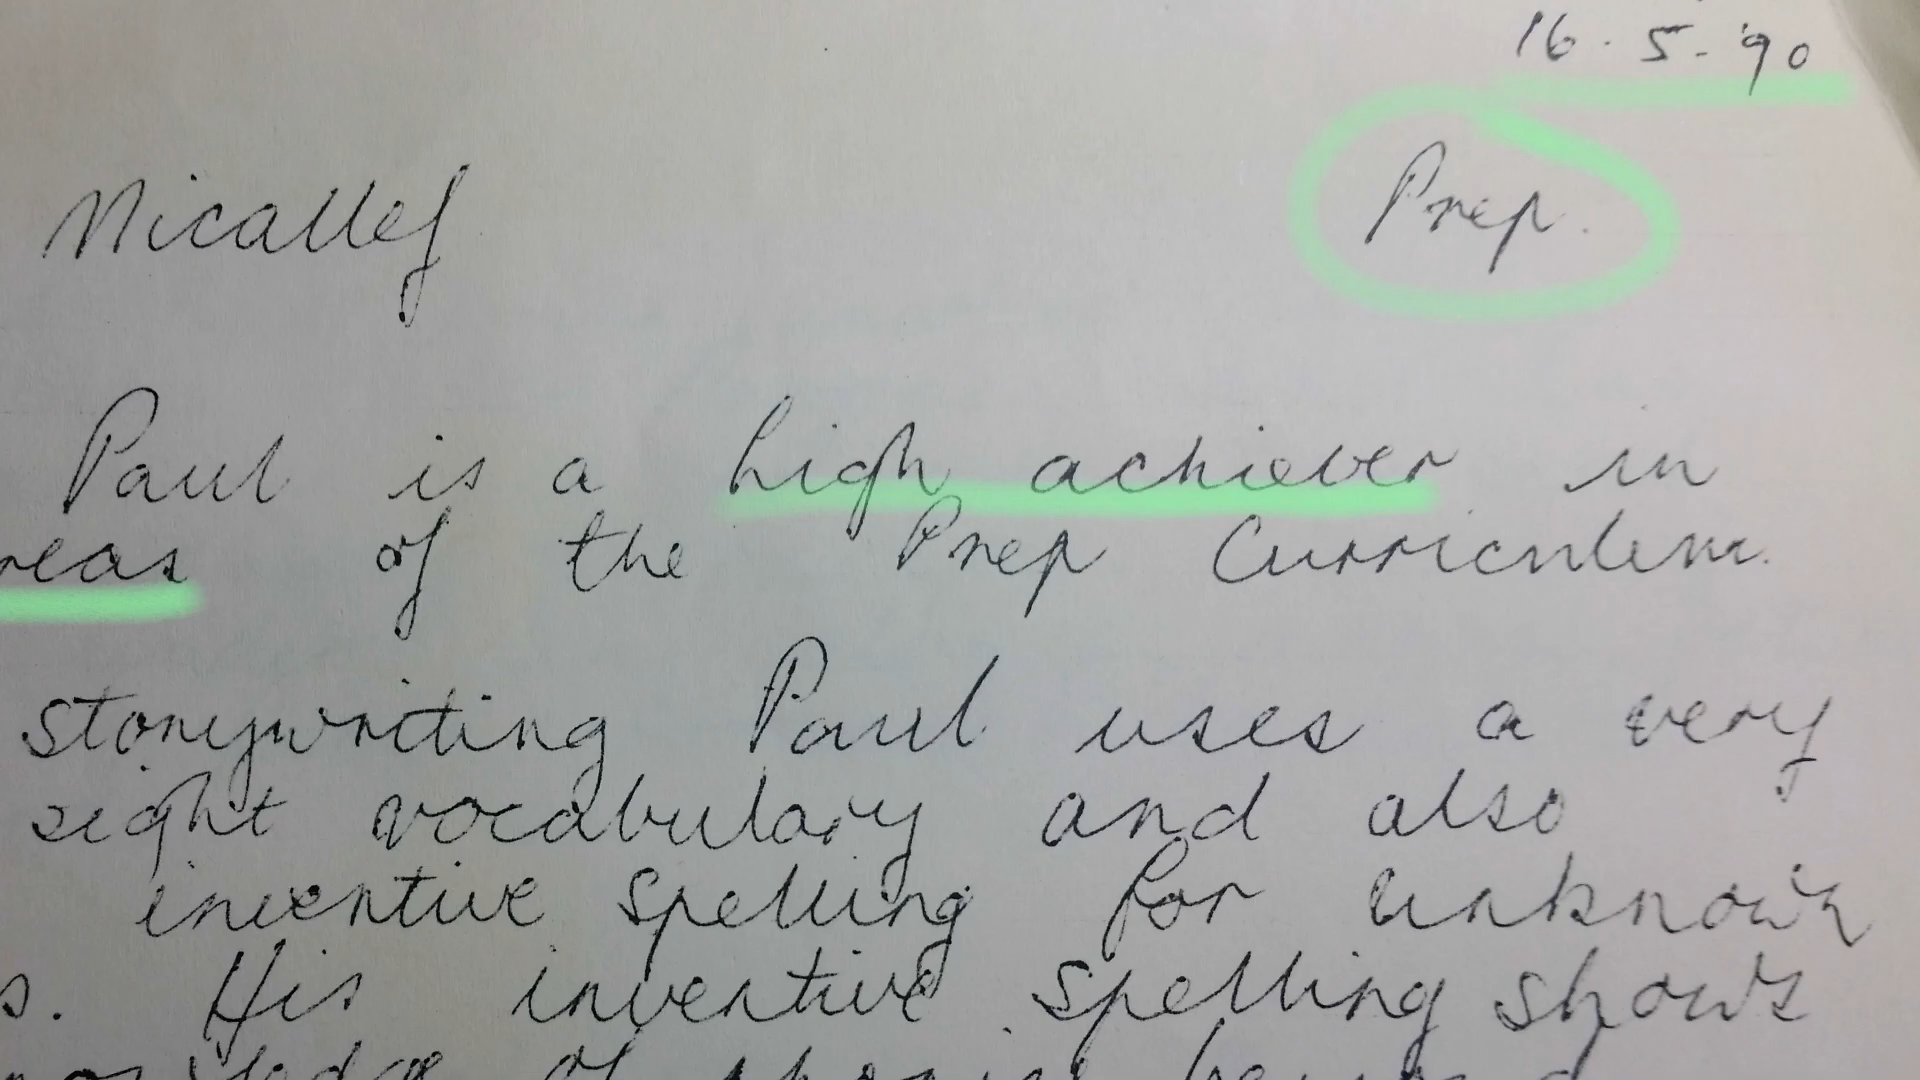 16.5.'90
Micallef Prep.
Paul is a high achiever in
reas of the Prep Curriculum.
storywriting Paul uses a very
sight vocabulary and also
inventive spelling for unknown
s. His inventive spelling shows
of